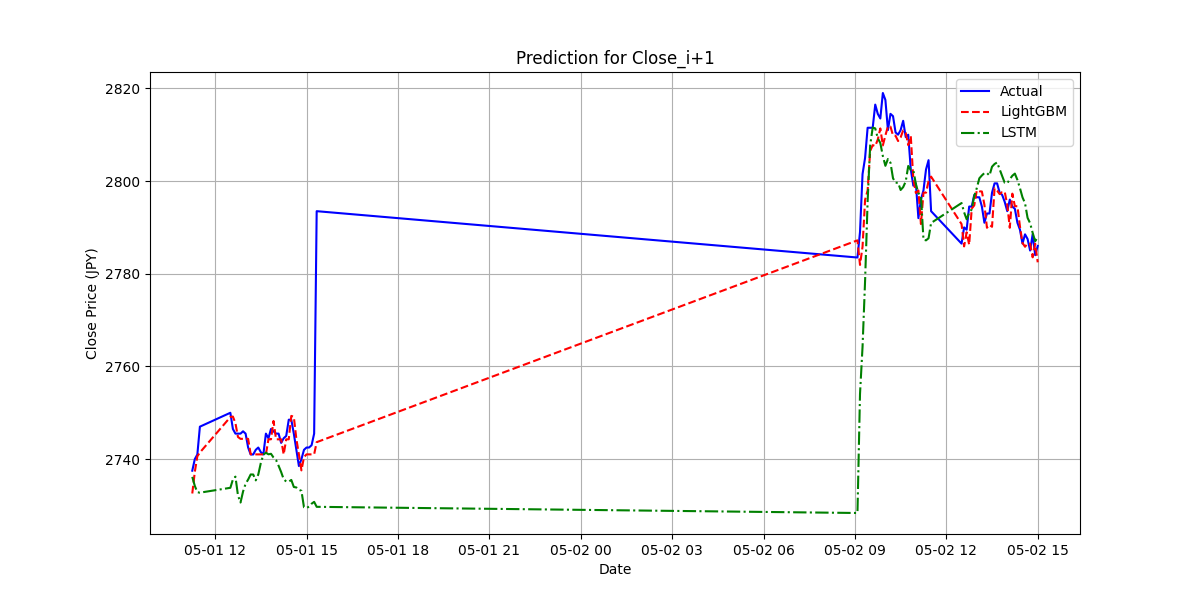 Prediction for Close_i+1
Actual
LightGBM
LSTM
2820
2800
2780
2760
2740
Close Price (JPY)
05-01 12
05-01 15
05-01 18
05-01 21
05-02 00
05-02 03
05-02 06
05-02 09
05-02 12
05-02 15
Date